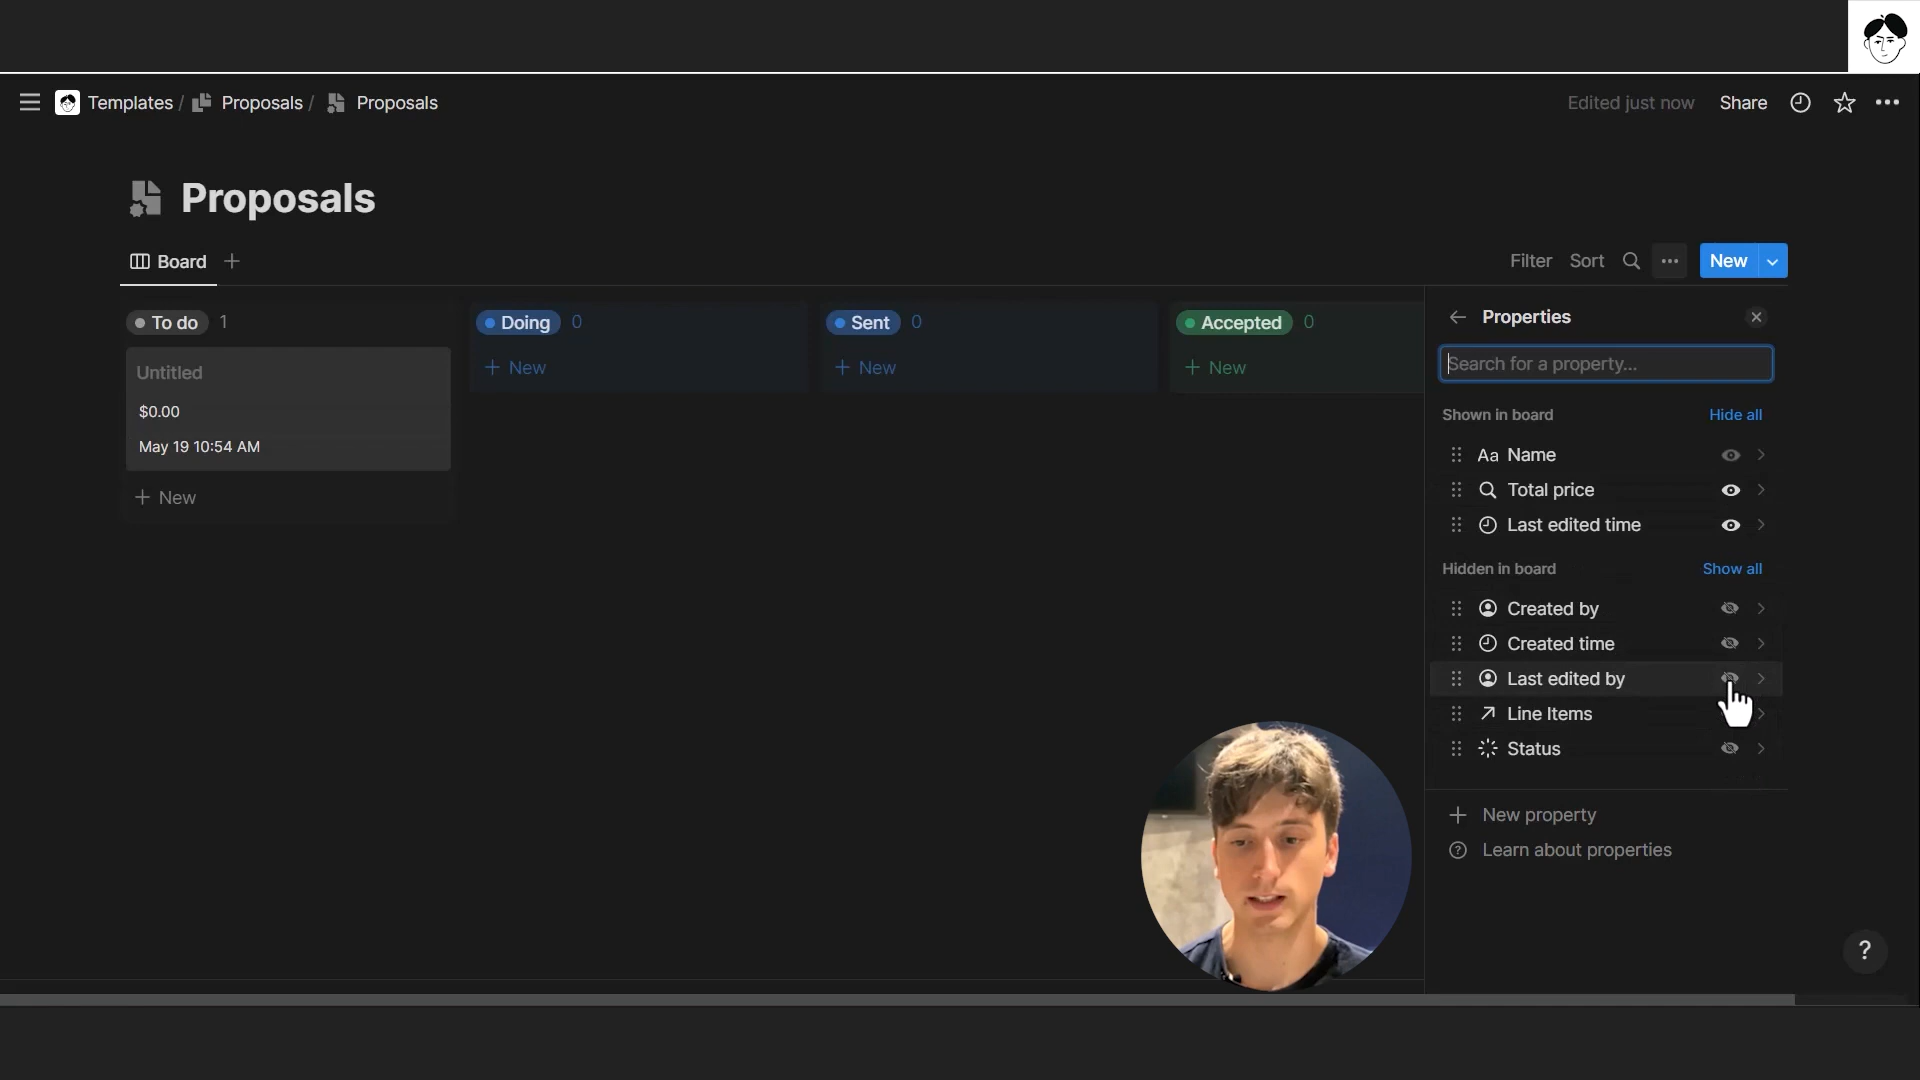 Templates / Proposals / Proposals
Edited just now Share
Proposals
Board
Filter Sort New
To do 1
Doing 0
Sent 0
Accepted 0
Untitled
$0.00
May 19 10:54 AM
+ New
+ New
+ New
+ New
Properties
Search for a property...
Shown in board Hide all
Aa Name
Total price
Last edited time
Hidden in board Show all
Created by
Created time
Last edited by
Line Items
Status
+ New property
? Learn about properties
?